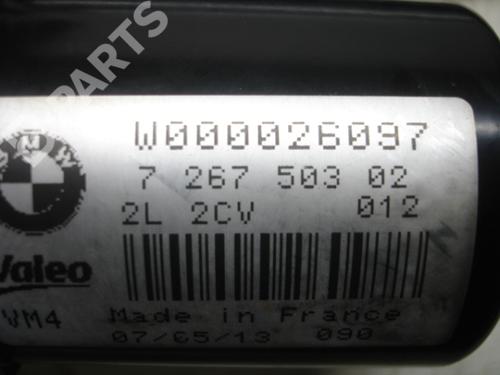 PARTS
W000026097
BMW
7 267 503 02
2L 2CV 012
Valeo
VM4
Made in France
07/05/13 090